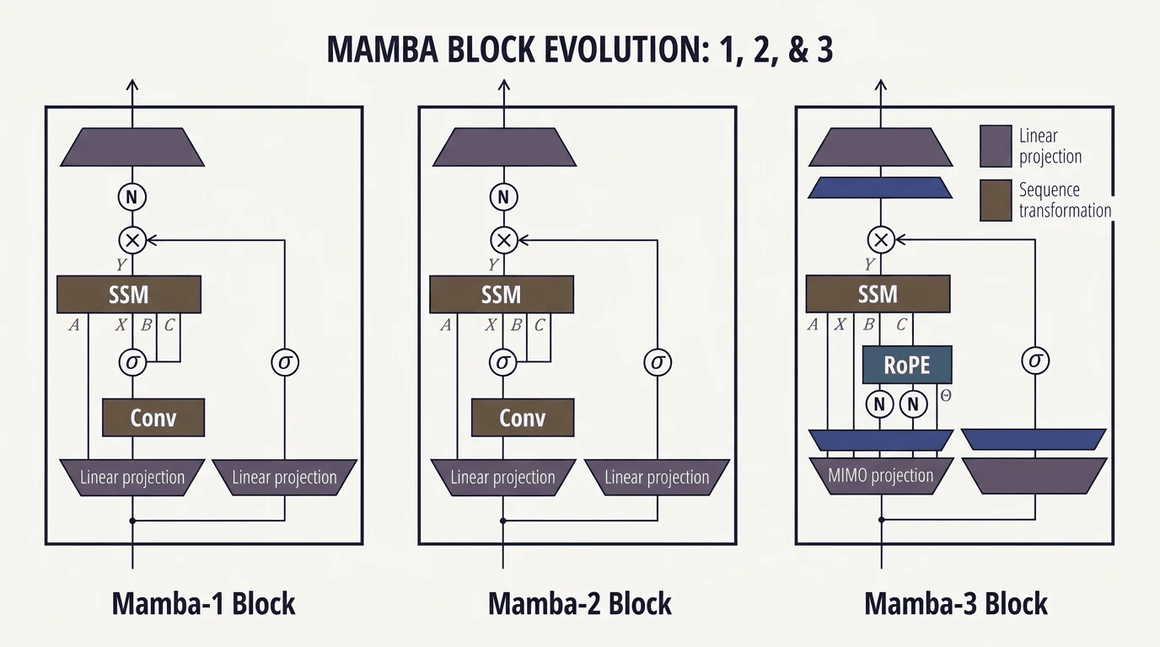 MAMBA BLOCK EVOLUTION: 1, 2, & 3
N
Y
SSM
A X B C
σ
σ
Conv
Linear projection
Linear projection
Mamba-1 Block
N
Y
SSM
A X B C
σ
σ
Conv
Linear projection
Linear projection
Mamba-2 Block
Linear
projection
Sequence
transformation
Y
SSM
A X B C
RoPE
σ
N N Θ
MIMO projection
Mamba-3 Block